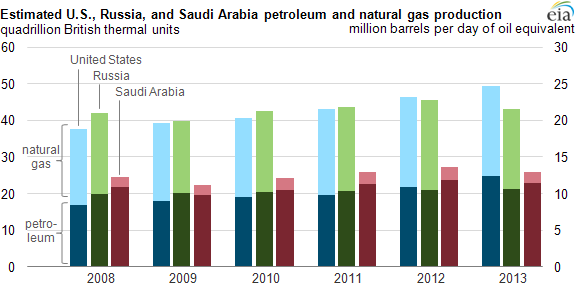 Estimated U.S., Russia, and Saudi Arabia petroleum and natural gas production
quadrillion British thermal units
million barrels per day of oil equivalent
eia
60
50
40
30
20
10
0
30
25
20
15
10
5
0
United States
Russia
Saudi Arabia
natural
gas
petro-
leum
2008
2009
2010
2011
2012
2013